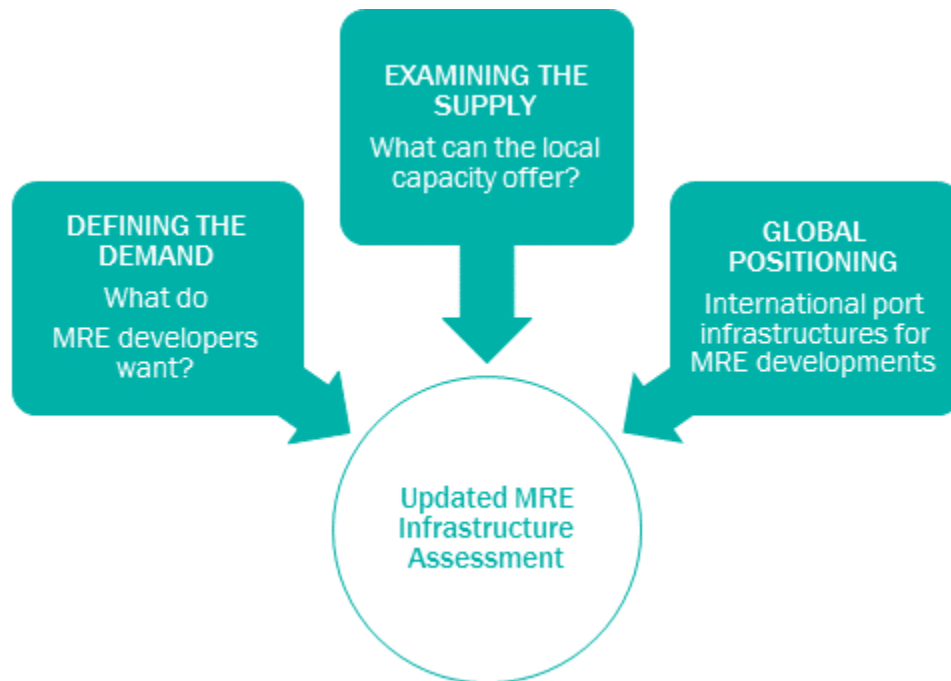 DEFINING THE
DEMAND
What do
MRE developers
want?
EXAMINING THE
SUPPLY
What can the local
capacity offer?
GLOBAL
POSITIONING
International port
infrastructures for
MRE developments
Updated MRE
Infrastructure
Assessment